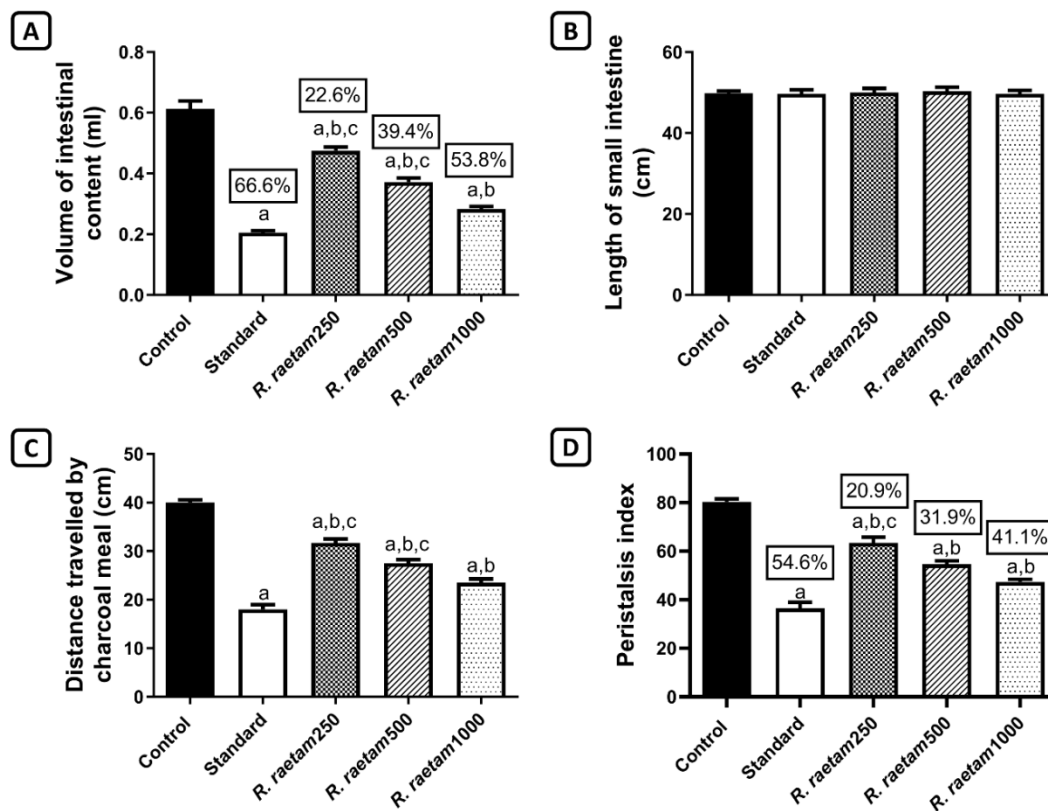 A
Volume of intestinal
content (ml)
0.8
0.6
0.4
0.2
0.0
66.6%
a
22.6%
a,b,c
39.4%
a,b,c
53.8%
a,b
Control
Standard
R. raetam250
R. raetam500
R. raetam1000
B
Length of small intestine
(cm)
60
40
20
0
Control
Standard
R. raetam250
R. raetam500
R. raetam1000
C
Distance travelled by
charcoal meal (cm)
50
40
30
20
10
0
a
a,b,c
a,b,c
a,b
Control
Standard
R. raetam250
R. raetam500
R. raetam1000
D
Peristalsis index
100
80
60
40
20
0
54.6%
a
20.9%
a,b,c
31.9%
a,b
41.1%
a,b
Control
Standard
R. raetam250
R. raetam500
R. raetam1000